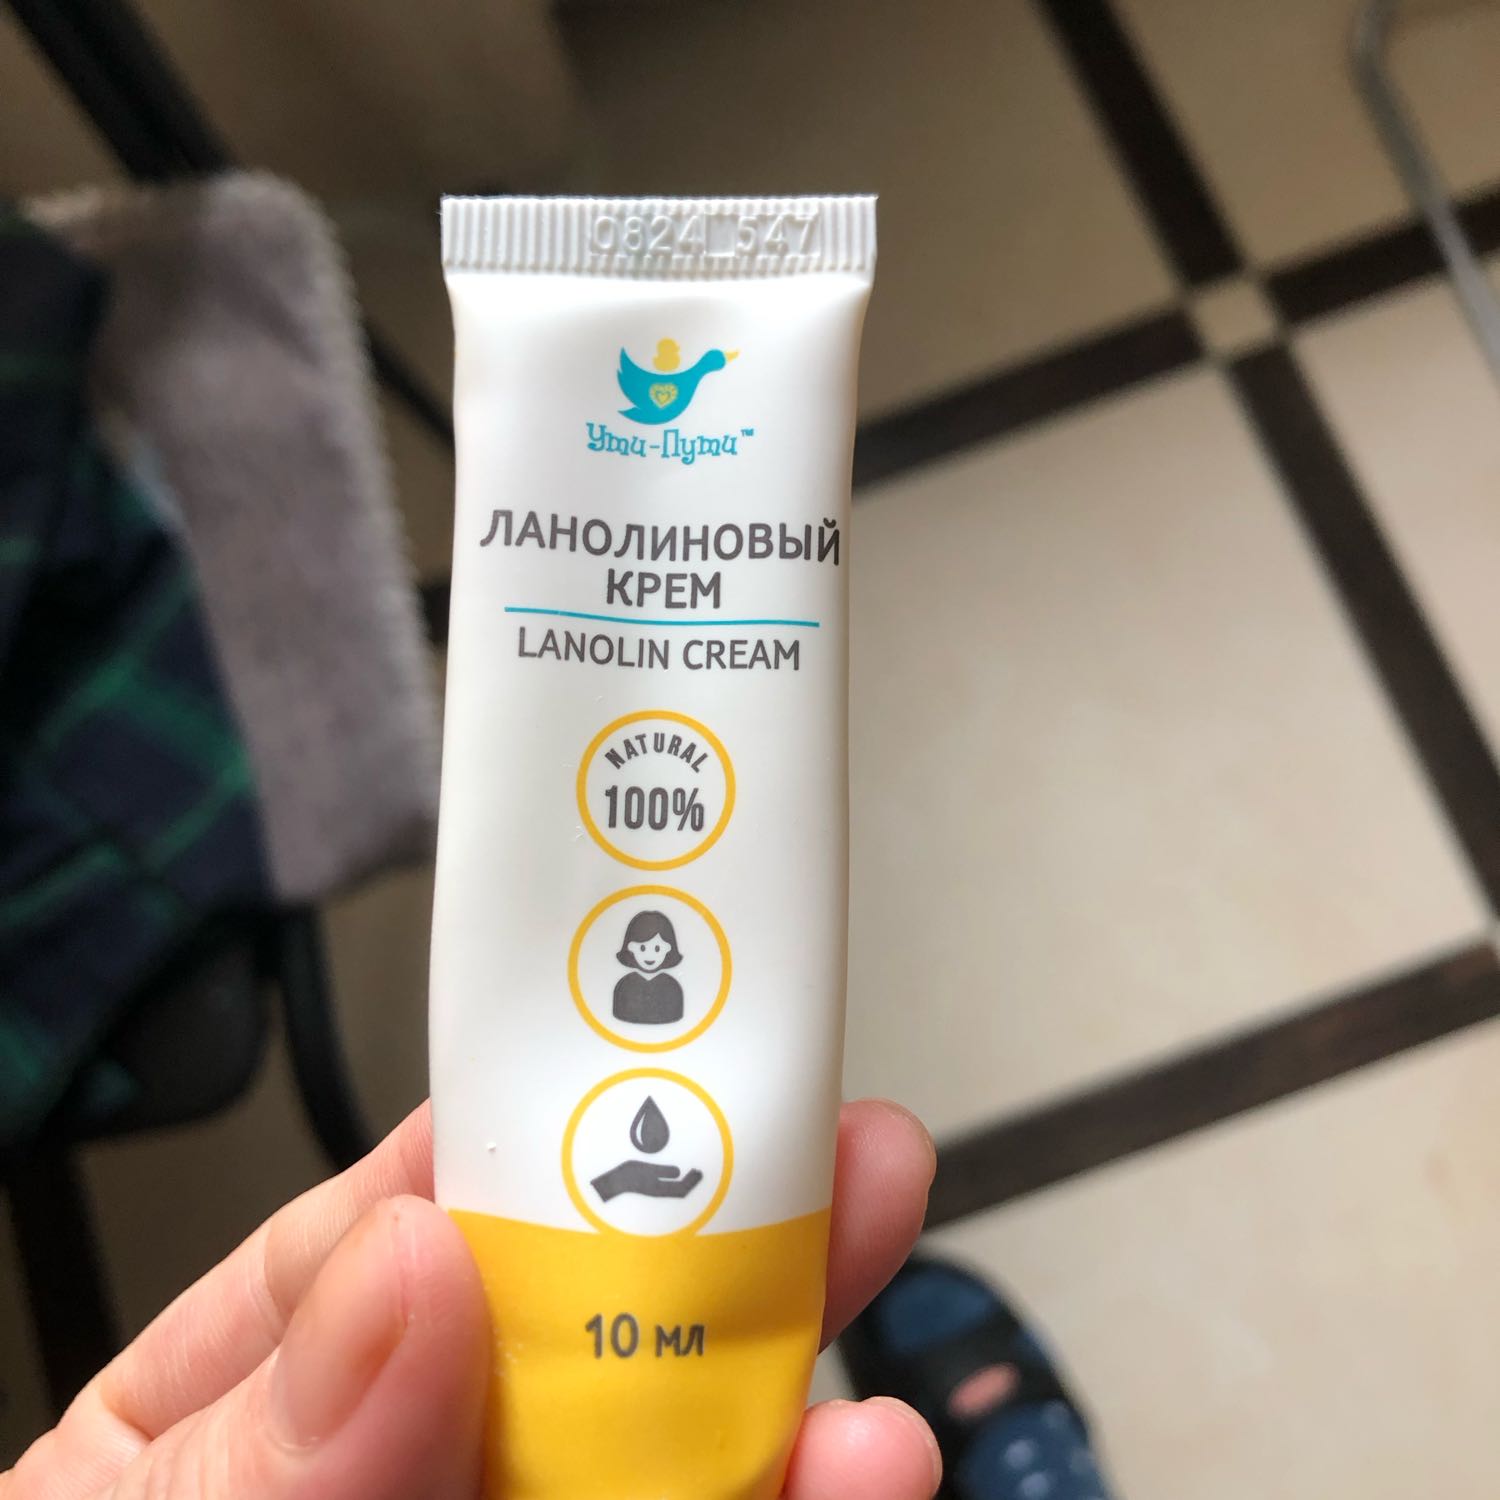 0824 547
Ути-Пути™
ЛАНОЛИНОВЫЙ
КРЕМ
LANOLIN CREAM
NATURAL
100%
10 мл